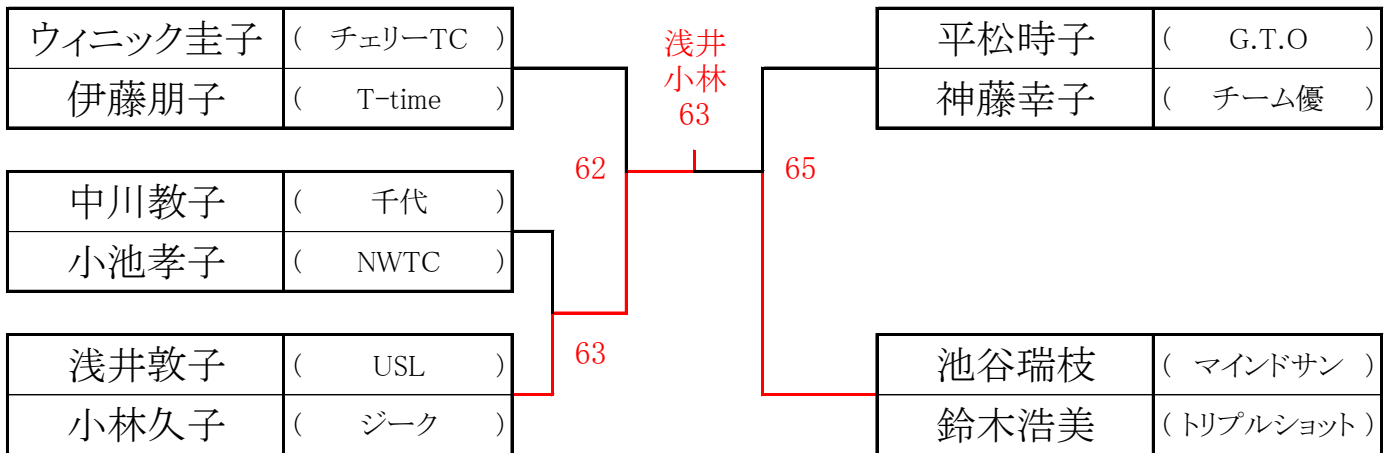 ウィニック圭子 ( チェリーTC )
伊藤朋子 ( T-time )
中川教子 ( 千代 )
小池孝子 ( NWTC )
浅井敦子 ( USL )
小林久子 ( ジーク )
62
63
浅井
小林
63
65
平松時子 ( G.T.O )
神藤幸子 ( チーム優 )
池谷瑞枝 ( マインドサン )
鈴木浩美 ( トリプルショット )